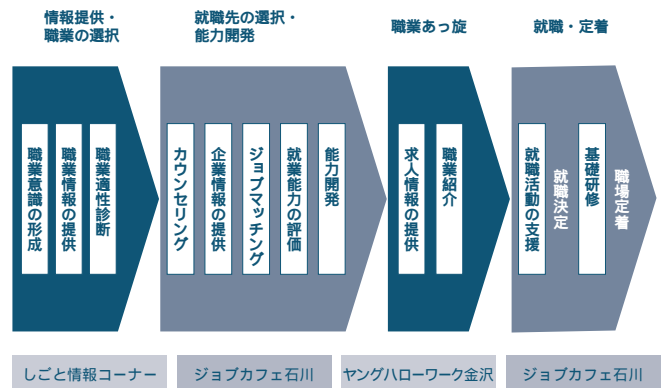 情報提供・
職業の選択
就職先の選択・
能力開発
職業あっ旋
就職・定着
職業意識の形成
職業情報の提供
職業適性診断
カウンセリング
企業情報の提供
ジョブマッチング
就業能力の評価
能力開発
求人情報の提供
職業紹介
就職活動の支援
就職決定
基礎研修
職場定着
しごと情報コーナー
ジョブカフェ石川
ヤングハローワーク金沢
ジョブカフェ石川